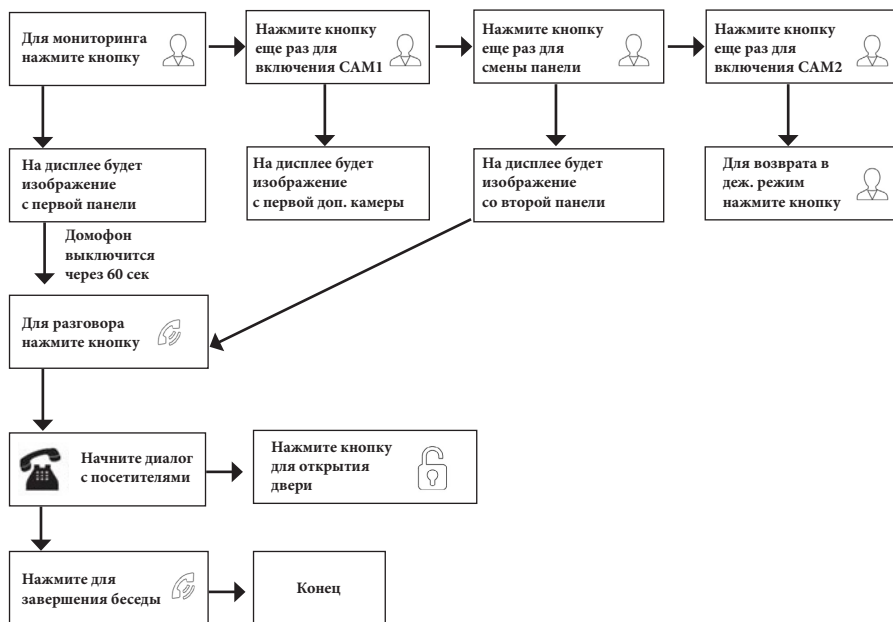 Для мониторинга
нажмите кнопку
Нажмите кнопку
еще раз для
включения CAM1
Нажмите кнопку
еще раз для
смены панели
Нажмите кнопку
еще раз для
включения CAM2
На дисплее будет
изображение
с первой панели
На дисплее будет
изображение
с первой доп. камеры
На дисплее будет
изображение
со второй панели
Для возврата в
деж. режим
нажмите кнопку
Домофон
выключится
через 60 сек
Для разговора
нажмите кнопку
Начните диалог
с посетителями
Нажмите кнопку
для открытия
двери
Нажмите для
завершения беседы
Конец